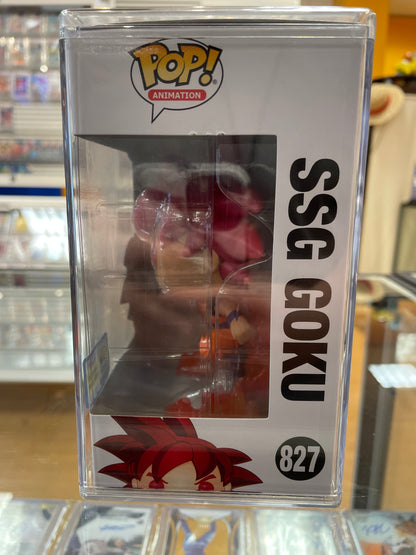 POP!
ANIMATION
SSG GOKU
827